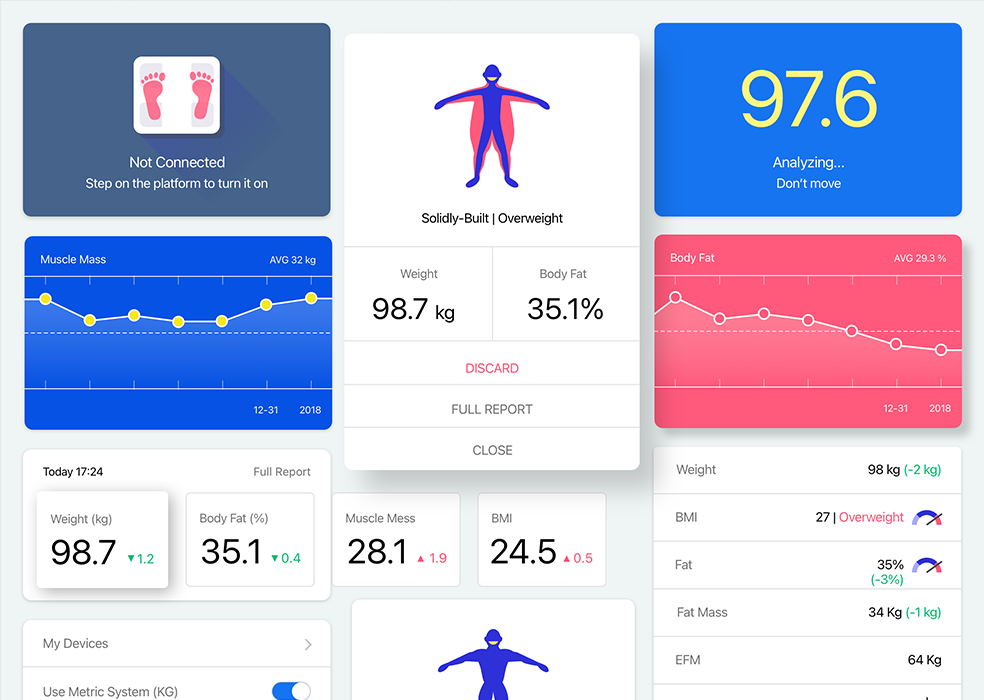 Not Connected
Step on the platform to turn it on
Solidly-Built | Overweight
Weight
98.7 kg
Body Fat
35.1%
DISCARD
FULL REPORT
CLOSE
97.6
Analyzing...
Don't move
Muscle Mass AVG 32 kg
12-31 2018
Body Fat AVG 29.3 %
12-31 2018
Today 17:24 Full Report
Weight (kg)
98.7 ▼1.2
Body Fat (%)
35.1 ▼0.4
Muscle Mess
28.1 ▲1.9
BMI
24.5 ▲0.5
Weight 98 kg (-2 kg)
BMI 27 | Overweight
Fat 35%
(-3%)
Fat Mass 34 Kg (-1 kg)
EFM 64 Kg
My Devices
Use Metric System (KG)